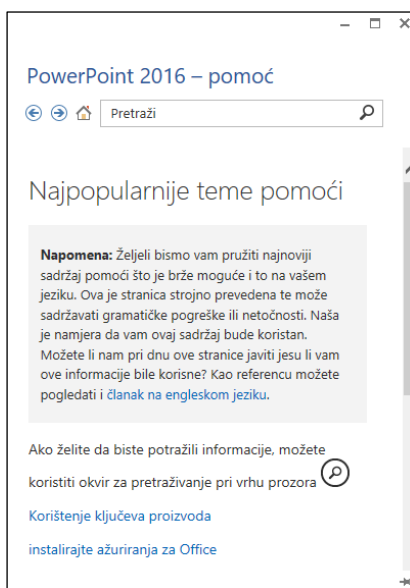 PowerPoint 2016 – pomoć
Pretraži
Najpopularnije teme pomoći
Napomena: Željeli bismo vam pružiti najnoviji
sadržaj pomoći što je brže moguće i to na vašem
jeziku. Ova je stranica strojno prevedena te može
sadržavati gramatičke pogreške ili netočnosti. Naša
je namjera da vam ovaj sadržaj bude koristan.
Možete li nam pri dnu ove stranice javiti jesu li vam
ove informacije bile korisne? Kao referencu možete
pogledati i članak na engleskom jeziku.
Ako želite da biste potražili informacije, možete
koristiti okvir za pretraživanje pri vrhu prozora
Korištenje ključeva proizvoda
instalirajte ažuriranja za Office